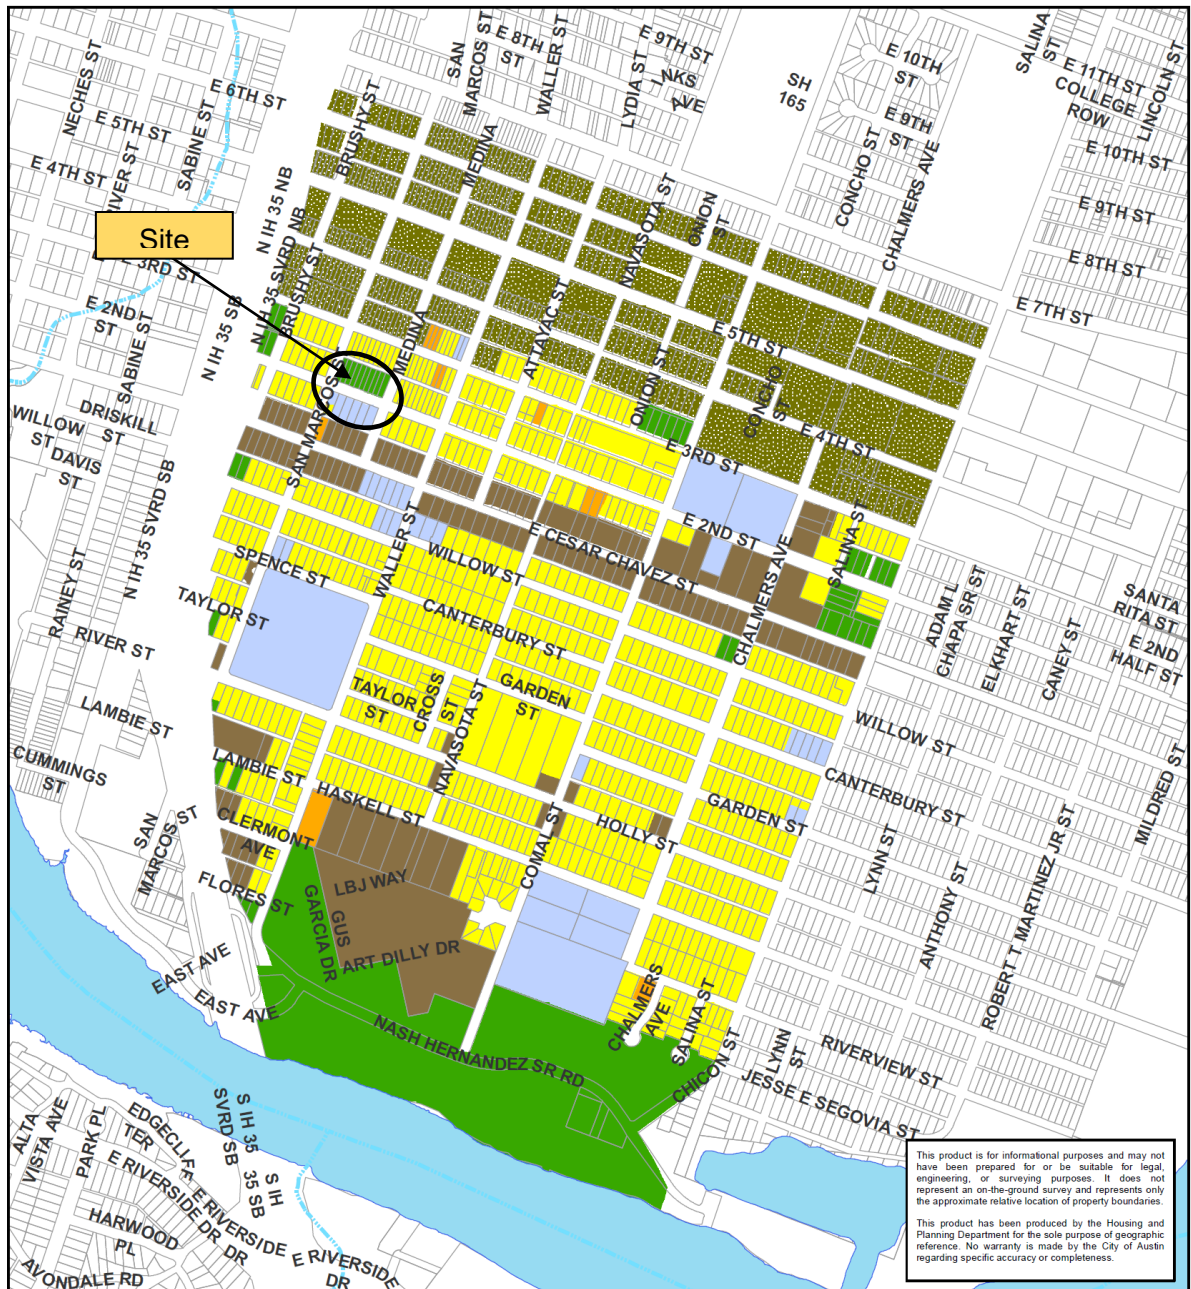 SAN
MARCOS ST
E 8TH
ST
WALLER ST
E 9TH ST
LYDIA ST
NKS
AVE
SH
165
E 10TH
ST
E 9TH
ST
SALINA
ST
E 11TH ST
COLLEGE
ROW
LINCOLN ST
E 10TH ST
E 9TH ST
E 8TH ST
E 7TH ST
NECHES ST
E 6TH ST
E 5TH ST
SABINE ST
E 4TH ST
IVER ST
BRUSHY ST
MEDINA
N IH 35 NB
CONCHO ST
CHALMERS AVE
NAVASOTA ST
ONION
ST
Site
E 3RD ST
N IH 35 SVRD NB
BRUSHY ST
E 2ND
ST
SABINE ST
N IH 35 SB
MEDINA
ATTAYAC ST
E 5TH ST
ONION ST
CONCHO
ST
E 4TH ST
E 3RD ST
SAN MARCOS ST
DRISKILL
ST
WILLOW
ST
DAVIS
ST
N IH 35 SVRD SB
RAINEY ST
E 2ND ST
E CESAR CHAVEZ ST
CHALMERS AVE
SALINA ST
WALLER ST
WILLOW ST
SPENCE ST
TAYLOR ST
CANTERBURY ST
RIVER ST
ADAM L
CHAPA SR ST
ELKHART ST
CANEY ST
SANTA
RITA ST
E 2ND
HALF ST
TAYLOR
ST
CROSS
ST
GARDEN
ST
NAVASOTA ST
LAMBIE ST
CUMMINGS
ST
LAMBIE ST
HASKELL ST
WILLOW ST
CANTERBURY ST
MILDRED ST
GARDEN ST
HOLLY ST
COMAL ST
SAN
MARCOS ST
CLERMONT
AVE
FLORES ST
LBJ WAY
GUS
GARCIA DR
ART DILLY DR
LYNN ST
ANTHONY ST
ROBERT T MARTINEZ JR ST
EAST AVE
EAST AVE
NASH HERNANDEZ SR RD
CHALMERS
AVE
SALINA ST
CHICON ST
LYNN
ST
RIVERVIEW ST
JESSE E SEGOVIA ST
ALTA
VISTA AVE
PARK PL
EDGECLIFF
TER
S IH 35
SVRD SB
S IH
35 SB
E RIVERSIDE DR
E RIVERSIDE
DR
HARWOOD
PL
AVONDALE RD
E RIVERSIDE
DR
This product is for informational purposes and may not
have been prepared for or be suitable for legal,
engineering, or surveying purposes. It does not
represent an on-the-ground survey and represents only
the approximate relative location of property boundaries.
This product has been produced by the Housing and
Planning Department for the sole purpose of geographic
reference. No warranty is made by the City of Austin
regarding specific accuracy or completeness.